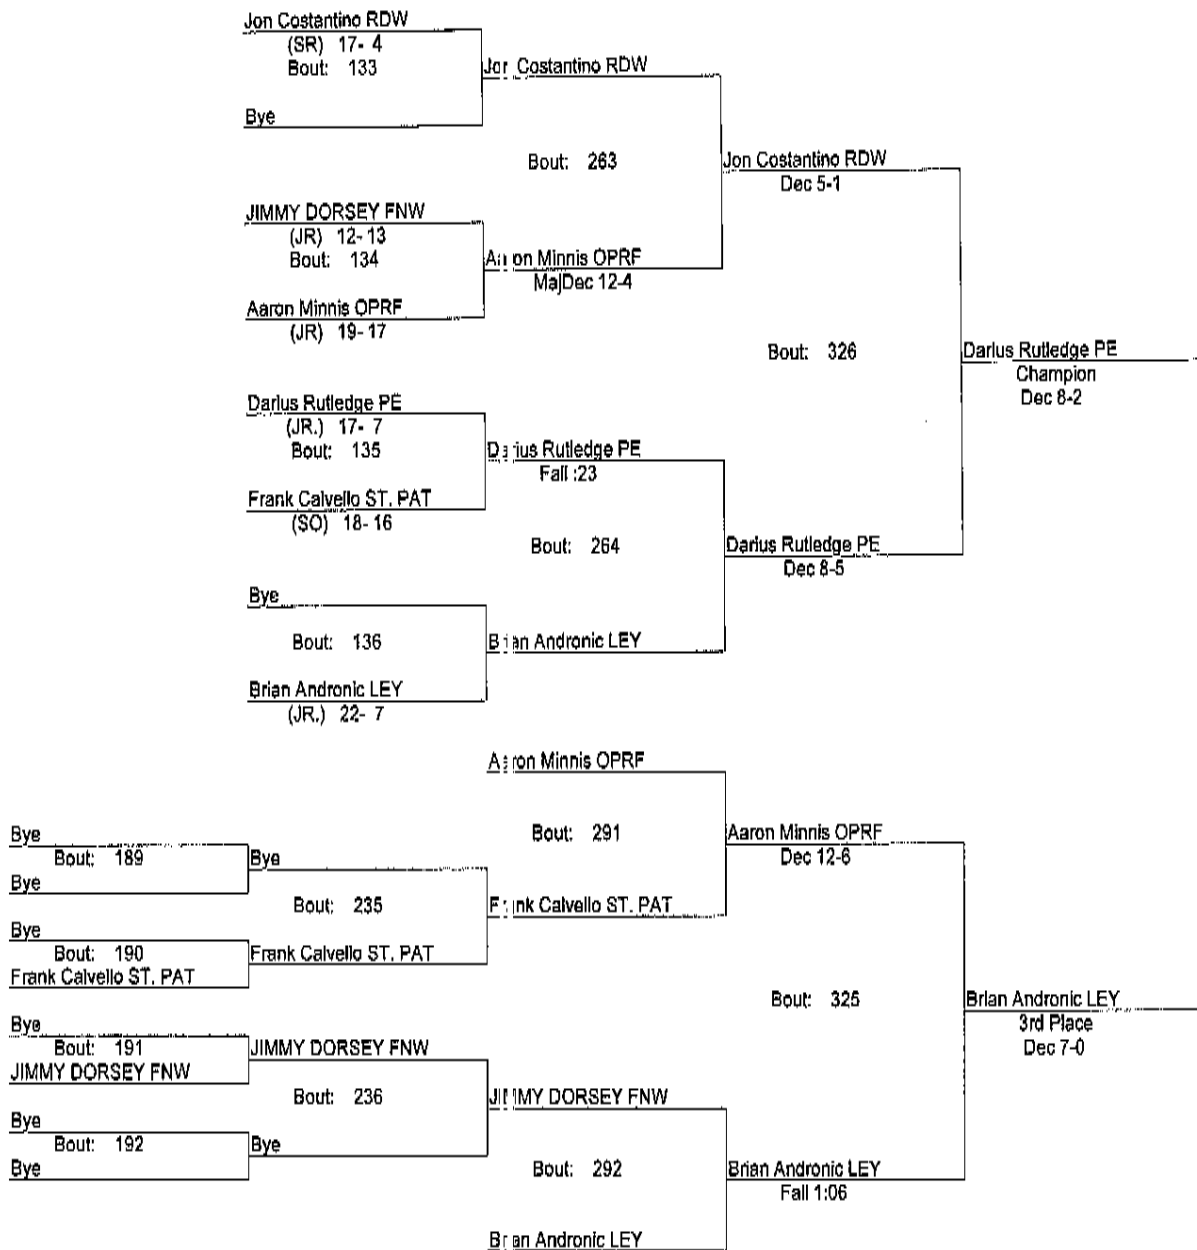 Jon Costantino RDW
(SR) 17- 4
Bout: 133
Jon Costantino RDW
Bye
Bout: 263
Jon Costantino RDW
Dec 5-1
JIMMY DORSEY FNW
(JR) 12- 13
Bout: 134
Aaron Minnis OPRF
MajDec 12-4
Aaron Minnis OPRF
(JR) 19- 17
Bout: 326
Darius Rutledge PE
Champion
Dec 8-2
Darius Rutledge PE
(JR.) 17- 7
Bout: 135
Darius Rutledge PE
Fall :23
Frank Calvello ST. PAT
(SO) 18- 16
Bout: 264
Darius Rutledge PE
Dec 8-5
Bye
Bout: 136
Brian Andronic LEY
Brian Andronic LEY
(JR.) 22- 7
Aaron Minnis OPRF
Bout: 291
Aaron Minnis OPRF
Dec 12-6
Bye
Bout: 189
Bye
Bye
Bout: 235
Frank Calvello ST. PAT
Bye
Bout: 190
Frank Calvello ST. PAT
Frank Calvello ST. PAT
Bout: 325
Brian Andronic LEY
3rd Place
Dec 7-0
Bye
Bout: 191
JIMMY DORSEY FNW
JIMMY DORSEY FNW
Bout: 236
JIMMY DORSEY FNW
Bye
Bout: 192
Bye
Bye
Bout: 292
Brian Andronic LEY
Fall 1:06
Brian Andronic LEY